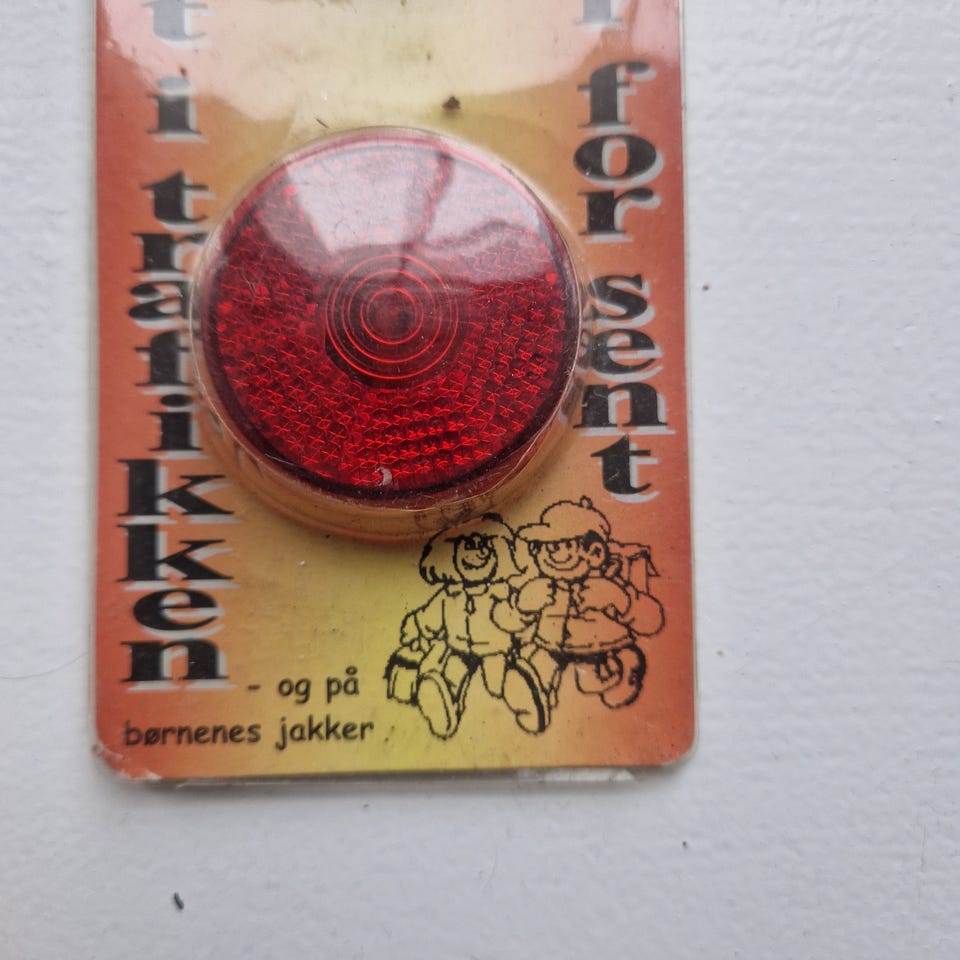 t i trafikken
for sent
- og på
børnenes jakker